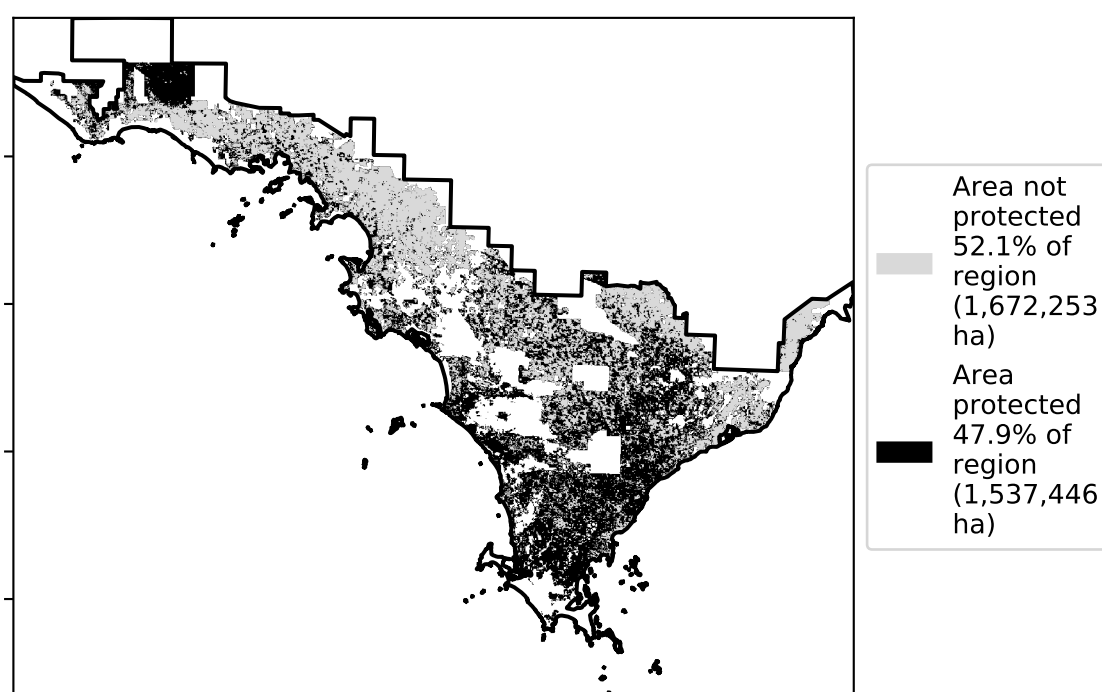 Area not
protected
52.1% of
region
(1,672,253
ha)
Area
protected
47.9% of
region
(1,537,446
ha)